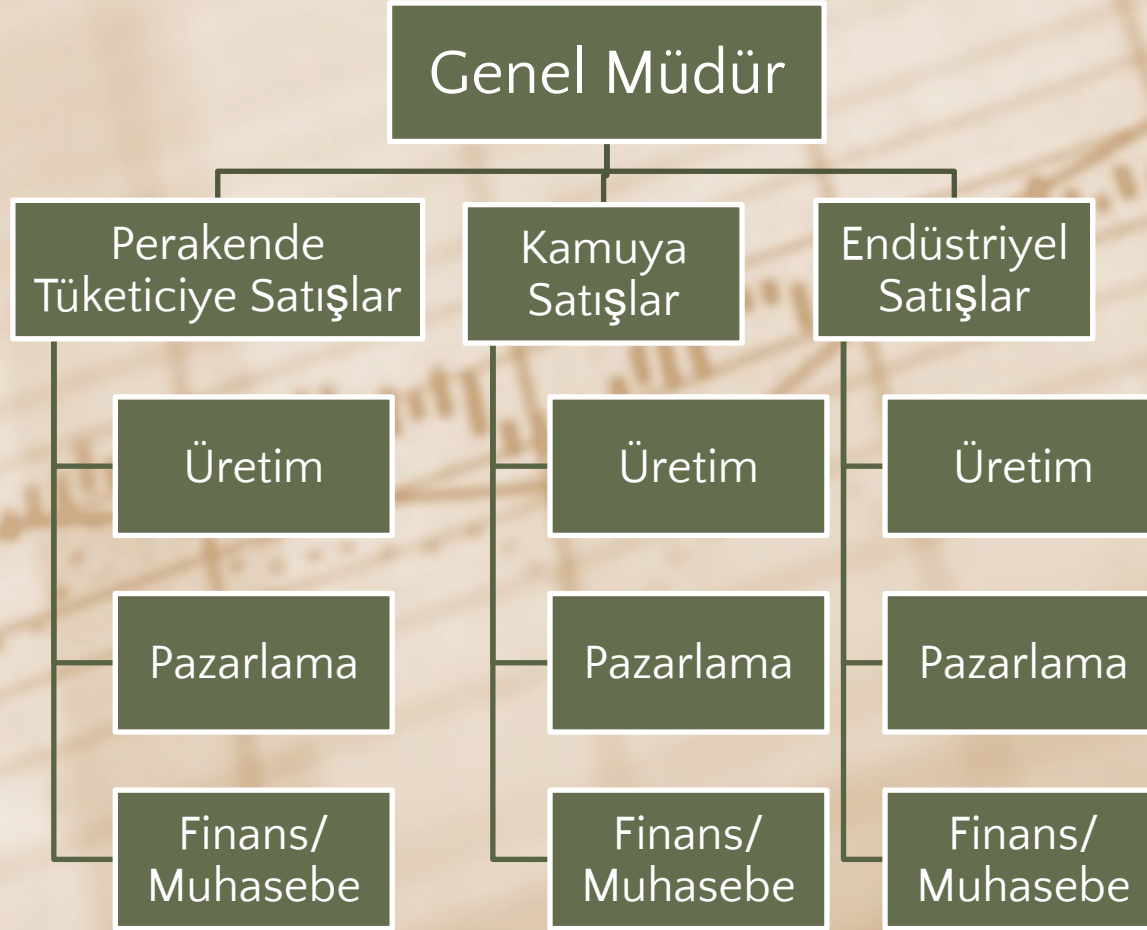 Genel Müdür
Perakende
Tüketiciye Satışlar
Kamuya
Satışlar
Endüstriyel
Satışlar
Üretim
Üretim
Üretim
Pazarlama
Pazarlama
Pazarlama
Finans/
Muhasebe
Finans/
Muhasebe
Finans/
Muhasebe